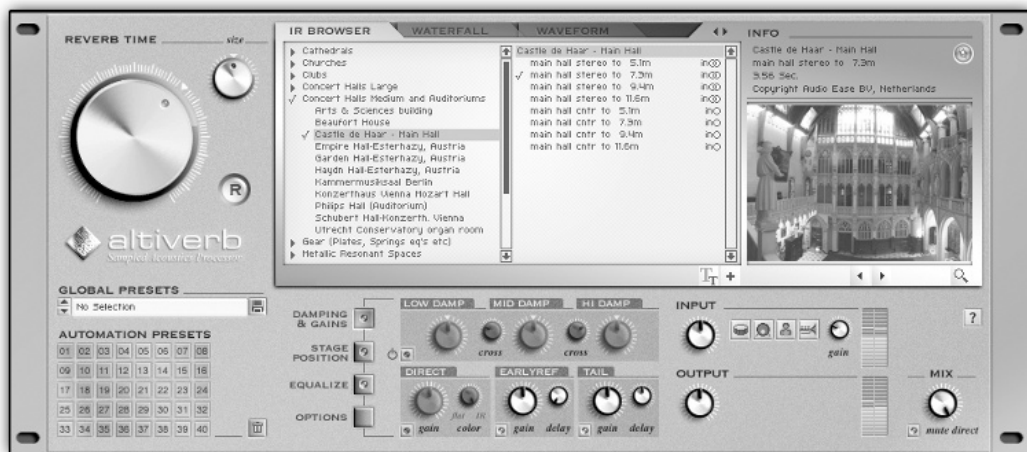 REVERB TIME
size
R
altiverb
Sampled Acoustics Processor
GLOBAL PRESETS
No Selection
AUTOMATION PRESETS
01 02 03 04 05 06 07 08
09 10 11 12 13 14 15 16
17 18 19 20 21 22 23 24
25 26 27 28 29 30 31 32
33 34 35 36 37 38 39 40
IR BROWSER WATERFALL WAVEFORM
Cathedrals
Churches
Clubs
Concert Halls Large
Concert Halls Medium and Auditoriums
Arts & Sciences building
Beaufort House
Castle de Haar - Main Hall
Empire Hall-Esterhazy, Austria
Garden Hall-Esterhazy, Austria
Haydn Hall-Esterhazy, Austria
Kammermusiksaal Berlin
Konzerthaus Vienna Mozart Hall
Philips Hall (Auditorium)
Schubert Hall-Konzerth. Vienna
Utrecht Conservatory organ room
Gear (Plates, Springs eq's etc)
Metallic Resonant Spaces
Castle de Haar - Main Hall
main hall stereo to 5.1m in
main hall stereo to 7.3m in
main hall stereo to 9.4m in
main hall stereo to 11.6m in
main hall cntr to 5.1m in
main hall cntr to 7.3m in
main hall cntr to 9.4m in
main hall cntr to 11.6m in
TT +
INFO
Castle de Haar - Main Hall
main hall stereo to 7.3m
3.56 Sec.
Copyright Audio Ease BV, Netherlands
DAMPING & GAINS
STAGE POSITION
EQUALIZE
OPTIONS
LOW DAMP MID DAMP HI DAMP
cross cross
DIRECT EARLYREF TAIL
flat IR
gain color gain delay gain delay
INPUT
gain
OUTPUT
?
MIX
mute direct